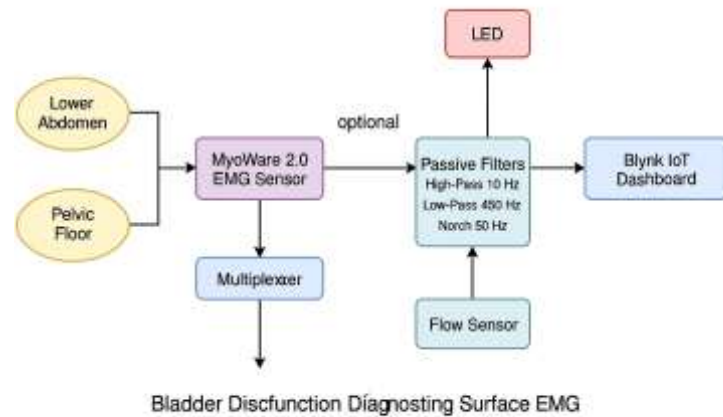 LED
Lower
Abdomen
optional
MyoWare 2.0
EMG Sensor
Passive Filters
High-Pass 10 Hz
Low-Pass 450 Hz
Norch 50 Hz
Blynk IoT
Dashboard
Pelvic
Floor
Multiplexxer
Flow Sensor
Bladder Discfunction Díagnosting Surface EMG